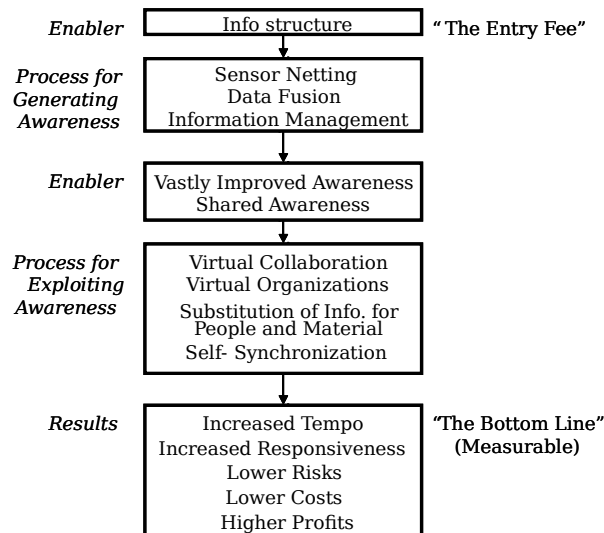 Enabler
Info structure
“ The Entry Fee”
Process for
Generating
Awareness
Sensor Netting
Data Fusion
Information Management
Enabler
Vastly Improved Awareness
Shared Awareness
Process for
Exploiting
Awareness
Virtual Collaboration
Virtual Organizations
Substitution of Info. for
People and Material
Self- Synchronization
Results
Increased Tempo
Increased Responsiveness
Lower Risks
Lower Costs
Higher Profits
“The Bottom Line”
(Measurable)